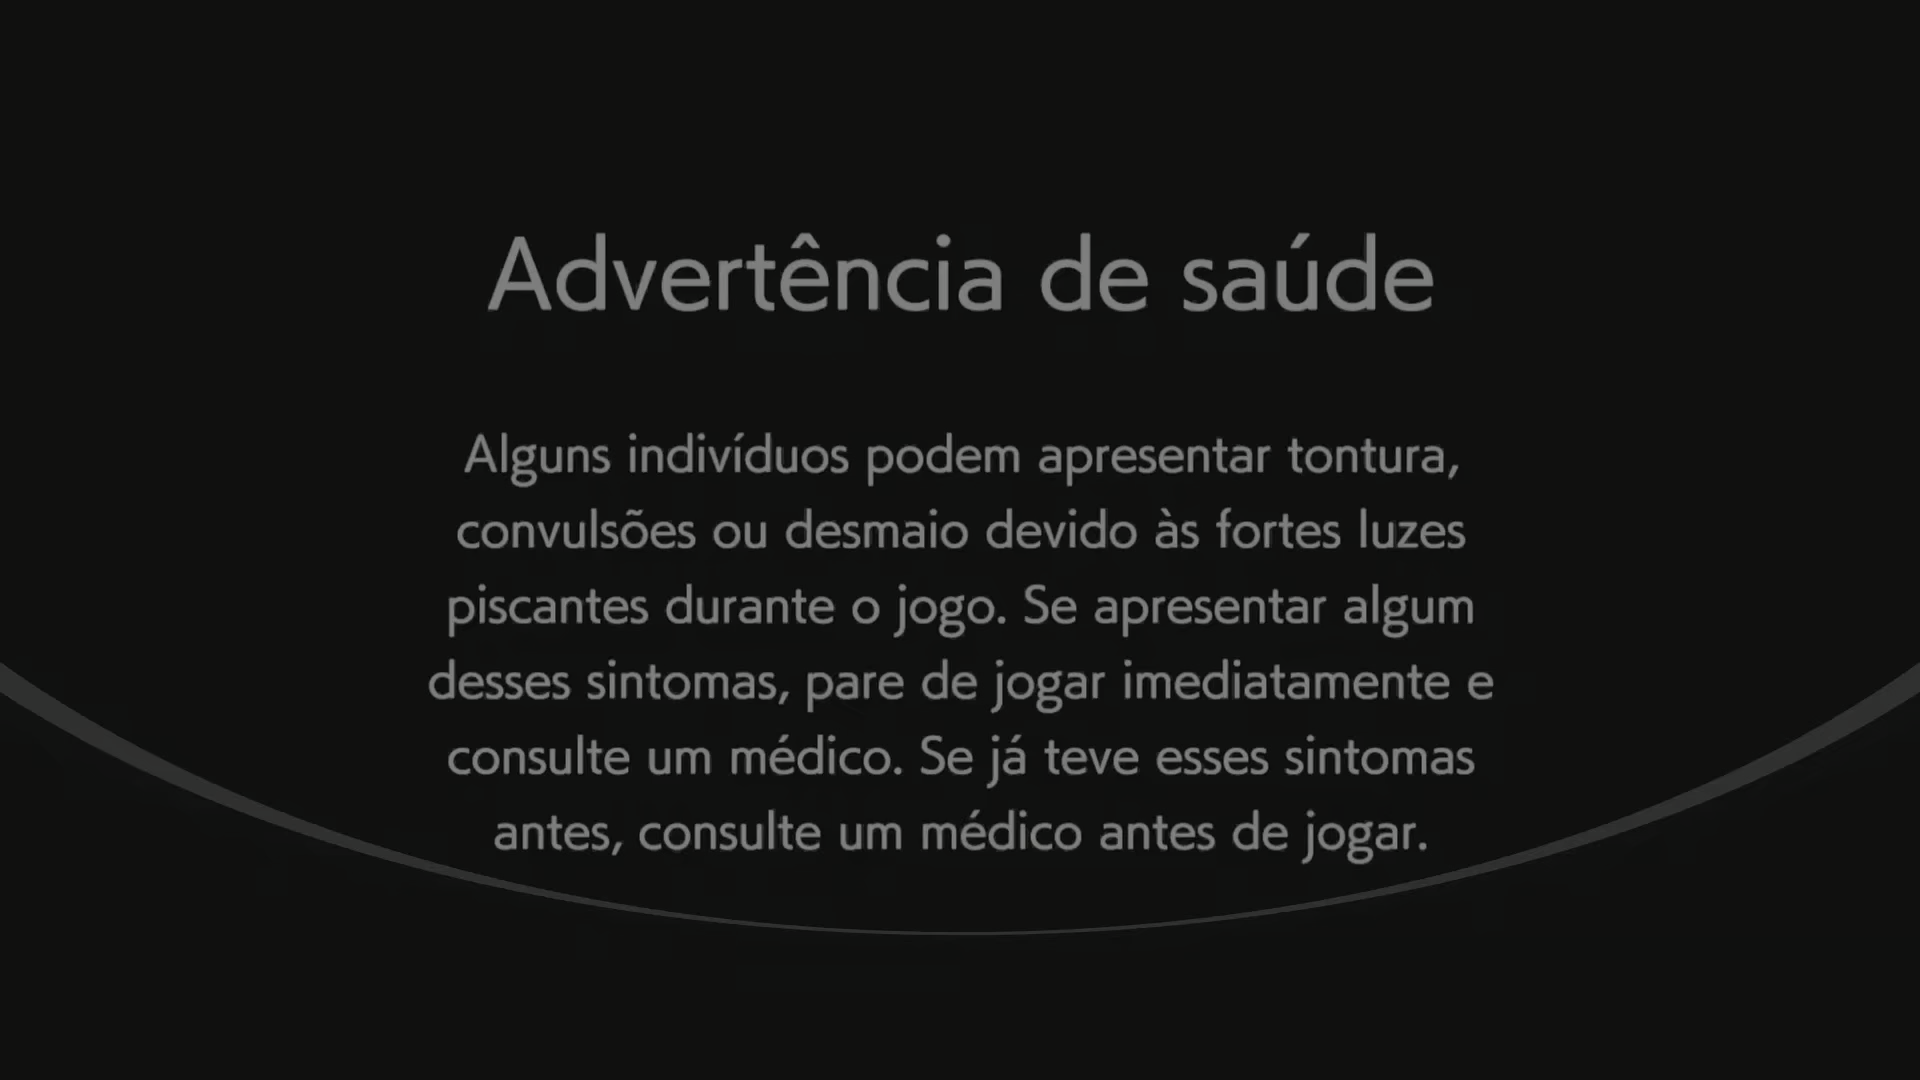 Advertência de saúde
Alguns indivíduos podem apresentar tontura,
convulsões ou desmaio devido às fortes luzes
piscantes durante o jogo. Se apresentar algum
desses sintomas, pare de jogar imediatamente e
consulte um médico. Se já teve esses sintomas
antes, consulte um médico antes de jogar.